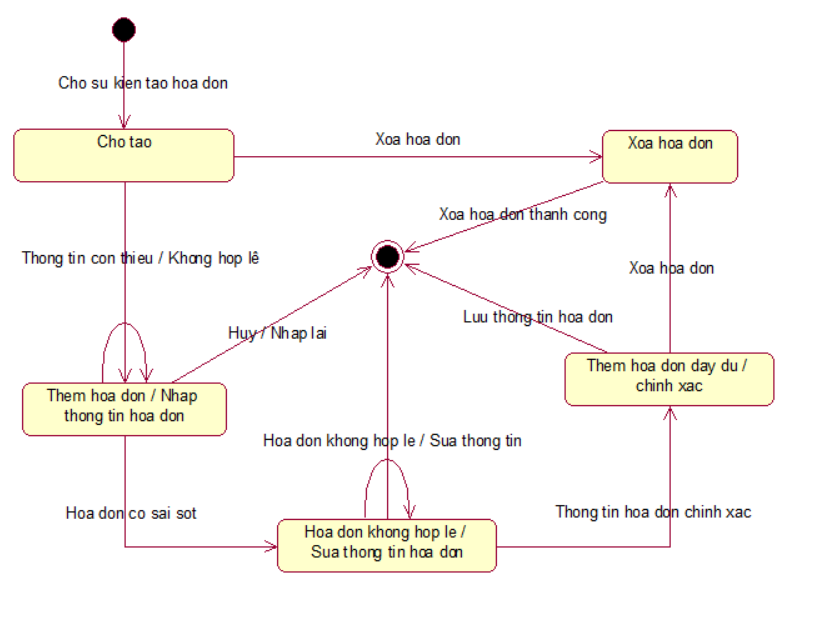 Cho su kien tao hoa don
Cho tao
Xoa hoa don
Xoa hoa don
Xoa hoa don thanh cong
Thong tin con thieu / Khong hop lê
Xoa hoa don
Luu thong tin hoa don
Huy / Nhap lai
Them hoa don day du /
chinh xac
Them hoa don / Nhap
thong tin hoa don
Hoa don khong hop le / Sua thong tin
Hoa don co sai sot
Thong tin hoa don chinh xac
Hoa don khong hop le /
Sua thong tin hoa don